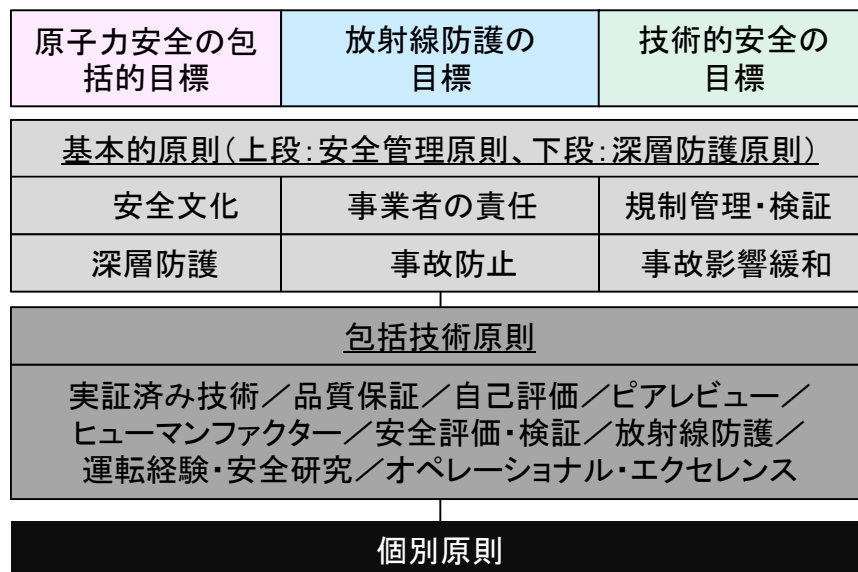 原子力安全の包
括的目標
放射線防護の
目標
技術的安全の
目標
基本的原則(上段:安全管理原則、下段:深層防護原則)
安全文化
事業者の責任
規制管理・検証
深層防護
事故防止
事故影響緩和
包括技術原則
実証済み技術/品質保証/自己評価/ピアレビュー/
ヒューマンファクター/安全評価・検証/放射線防護/
運転経験・安全研究/オペレーショナル・エクセレンス
個別原則